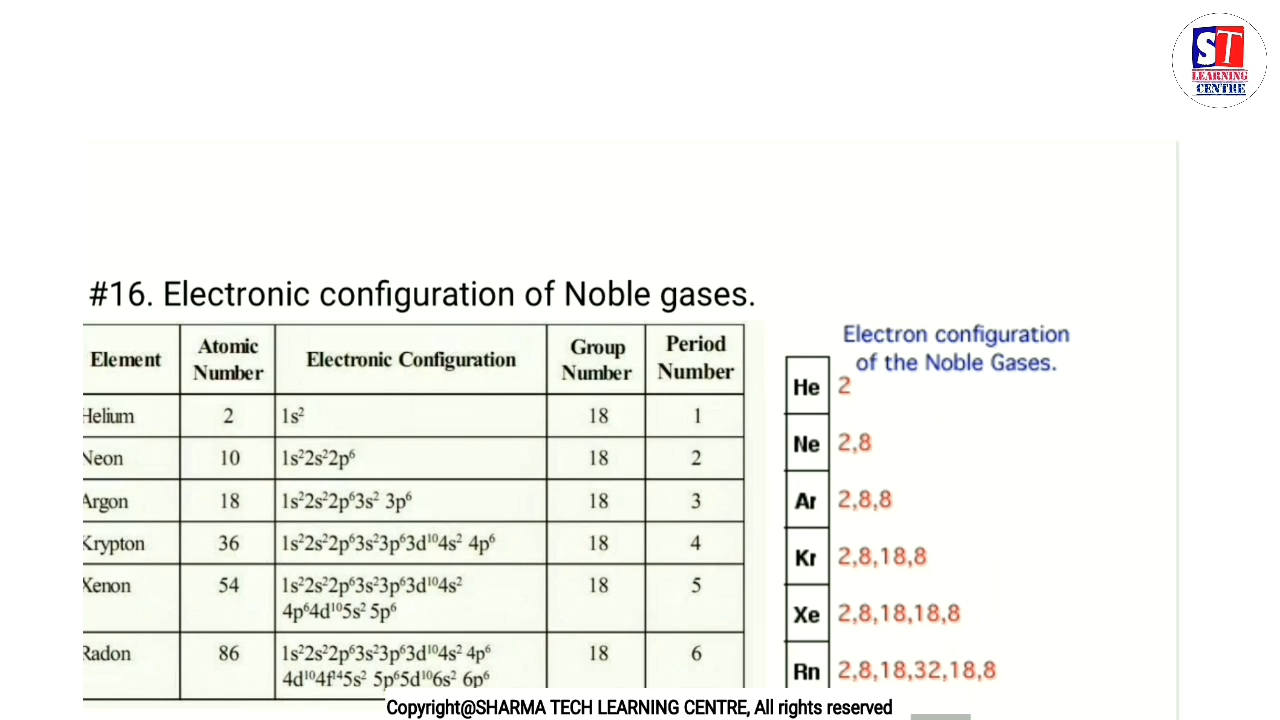 ST
LEARNING
CENTRE
#16. Electronic configuration of Noble gases.
Element Atomic Number Electronic Configuration Group Number Period Number
Helium 2 1s² 18 1
Neon 10 1s²2s²2p⁶ 18 2
Argon 18 1s²2s²2p⁶3s² 3p⁶ 18 3
Krypton 36 1s²2s²2p⁶3s²3p⁶3d¹⁰4s² 4p⁶ 18 4
Xenon 54 1s²2s²2p⁶3s²3p⁶3d¹⁰4s² 18 5
4p⁶4d¹⁰5s² 5p⁶
Radon 86 1s²2s²2p⁶3s²3p⁶3d¹⁰4s² 4p⁶ 18 6
4d¹⁰4f¹⁴5s² 5p⁶5d¹⁰6s² 6p⁶
Electron configuration
of the Noble Gases.
He 2
Ne 2,8
Ar 2,8,8
Kr 2,8,18,8
Xe 2,8,18,18,8
Rn 2,8,18,32,18,8
Copyright@SHARMA TECH LEARNING CENTRE, All rights reserved